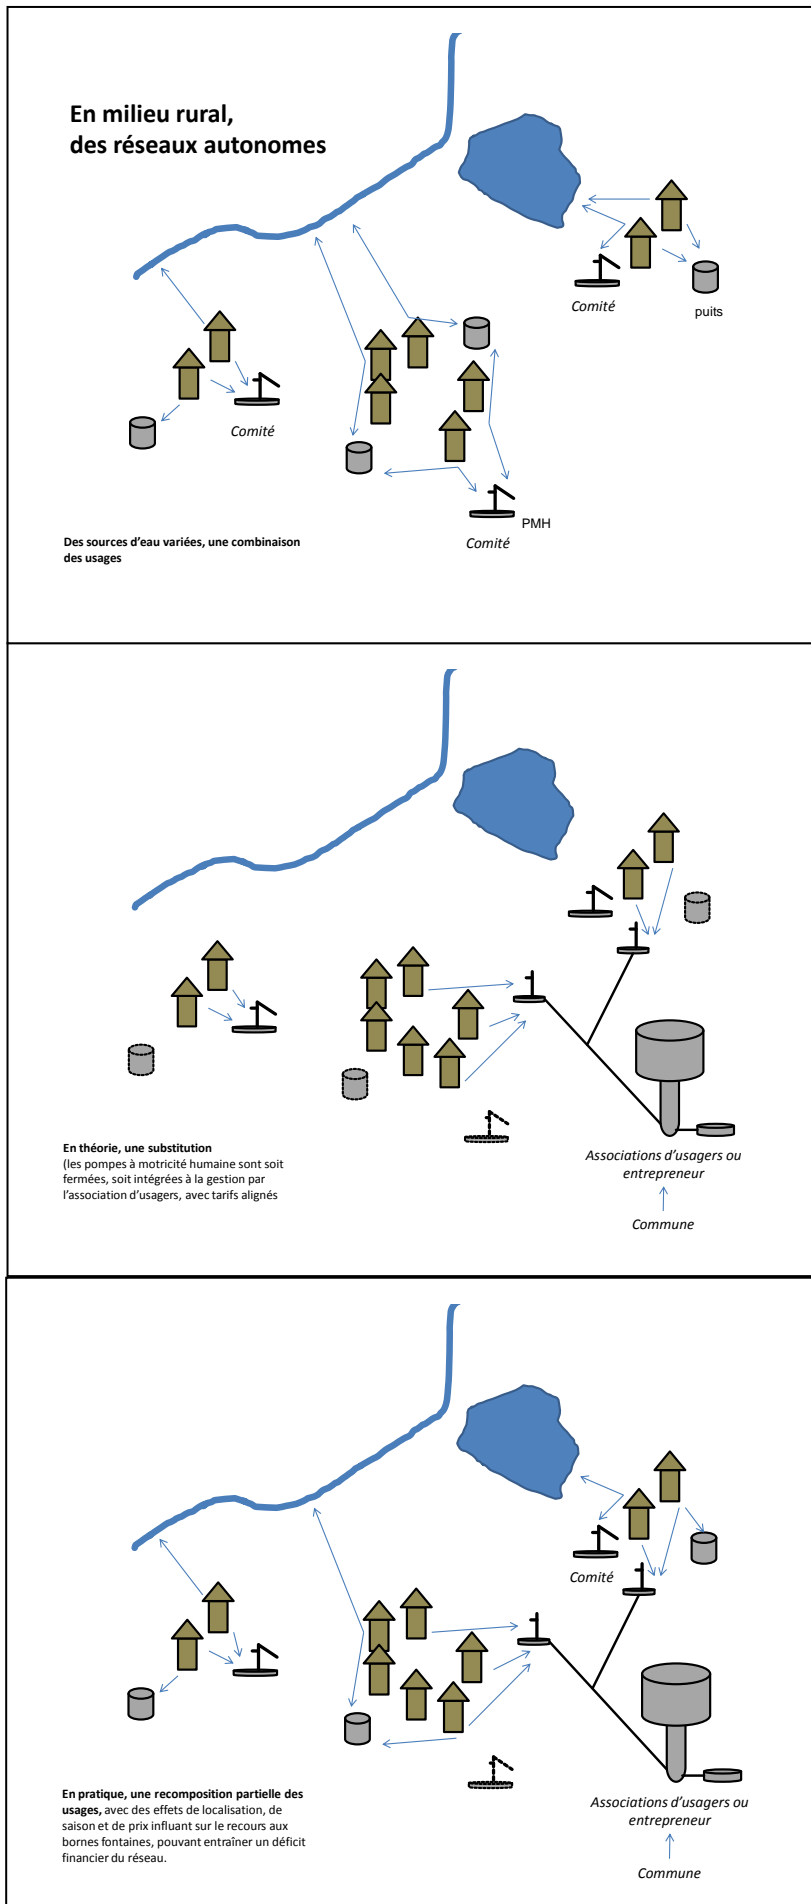 En milieu rural,
des réseaux autonomes
Comité
puits
Comité
PMH
Comité
Des sources d'eau variées, une combinaison
des usages
En théorie, une substitution
(les pompes à motricité humaine sont soit
fermées, soit intégrées à la gestion par
l'association d'usagers, avec tarifs alignés
Associations d'usagers ou
entrepreneur
Commune
Comité
En pratique, une recomposition partielle des
usages, avec des effets de localisation, de
saison et de prix influant sur le recours aux
bornes fontaines, pouvant entraîner un déficit
financier du réseau.
Associations d'usagers ou
entrepreneur
Commune